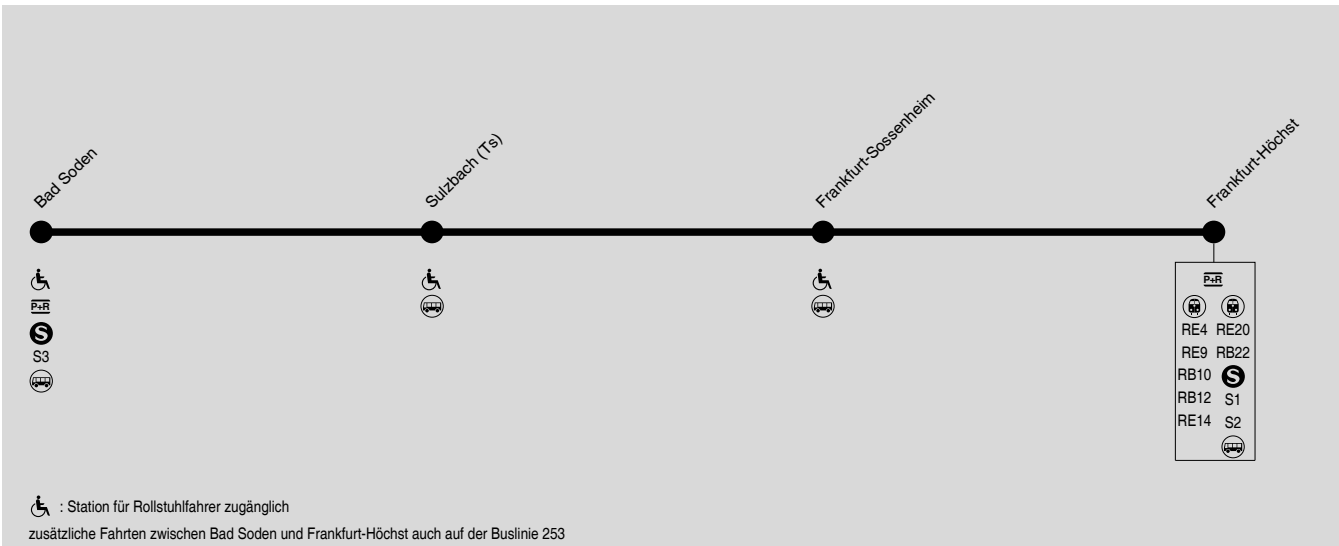 Bad Soden
Sulzbach (Ts)
Frankfurt-Sossenheim
Frankfurt-Höchst
P+R
S
S3
P+R
RE4 RE20
RE9 RB22
RB10 S
RB12 S1
RE14 S2
: Station für Rollstuhlfahrer zugänglich
zusätzliche Fahrten zwischen Bad Soden und Frankfurt-Höchst auch auf der Buslinie 253